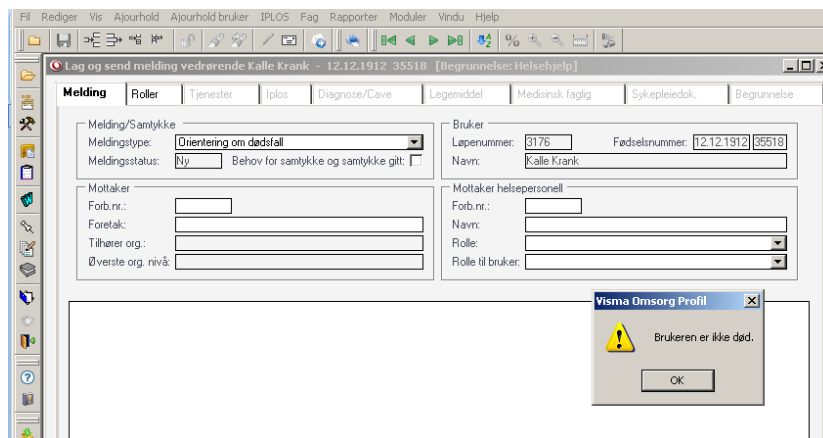 Fil Rediger Vis Ajourhold Ajourhold bruker IPLOS Fag Rapporter Moduler Vindu Hjelp
Lag og send melding vedrørende Kalle Krank - 12.12.1912 35518 [Begrunnelse: Helsehjelp]
Melding Roller Tjenester Iplos Diagnose/Cave Legemiddel Medisinsk faglig Sykepleiedok. Begrunnelse
Melding/Samtykke
Meldingstype: Orientering om dødsfall
Meldingsstatus: Ny Behov for samtykke og samtykke gitt:
Bruker
Løpenummer: 3176 Fødselsnummer: 12.12.1912 35518
Navn: Kalle Krank
Mottaker
Forb.nr.:
Foretak:
Tilhører org.:
Øverste org. nivå:
Mottaker helsepersonell
Forb.nr.:
Navn:
Rolle:
Rolle til bruker:
Visma Omsorg Profil
Brukeren er ikke død.
OK